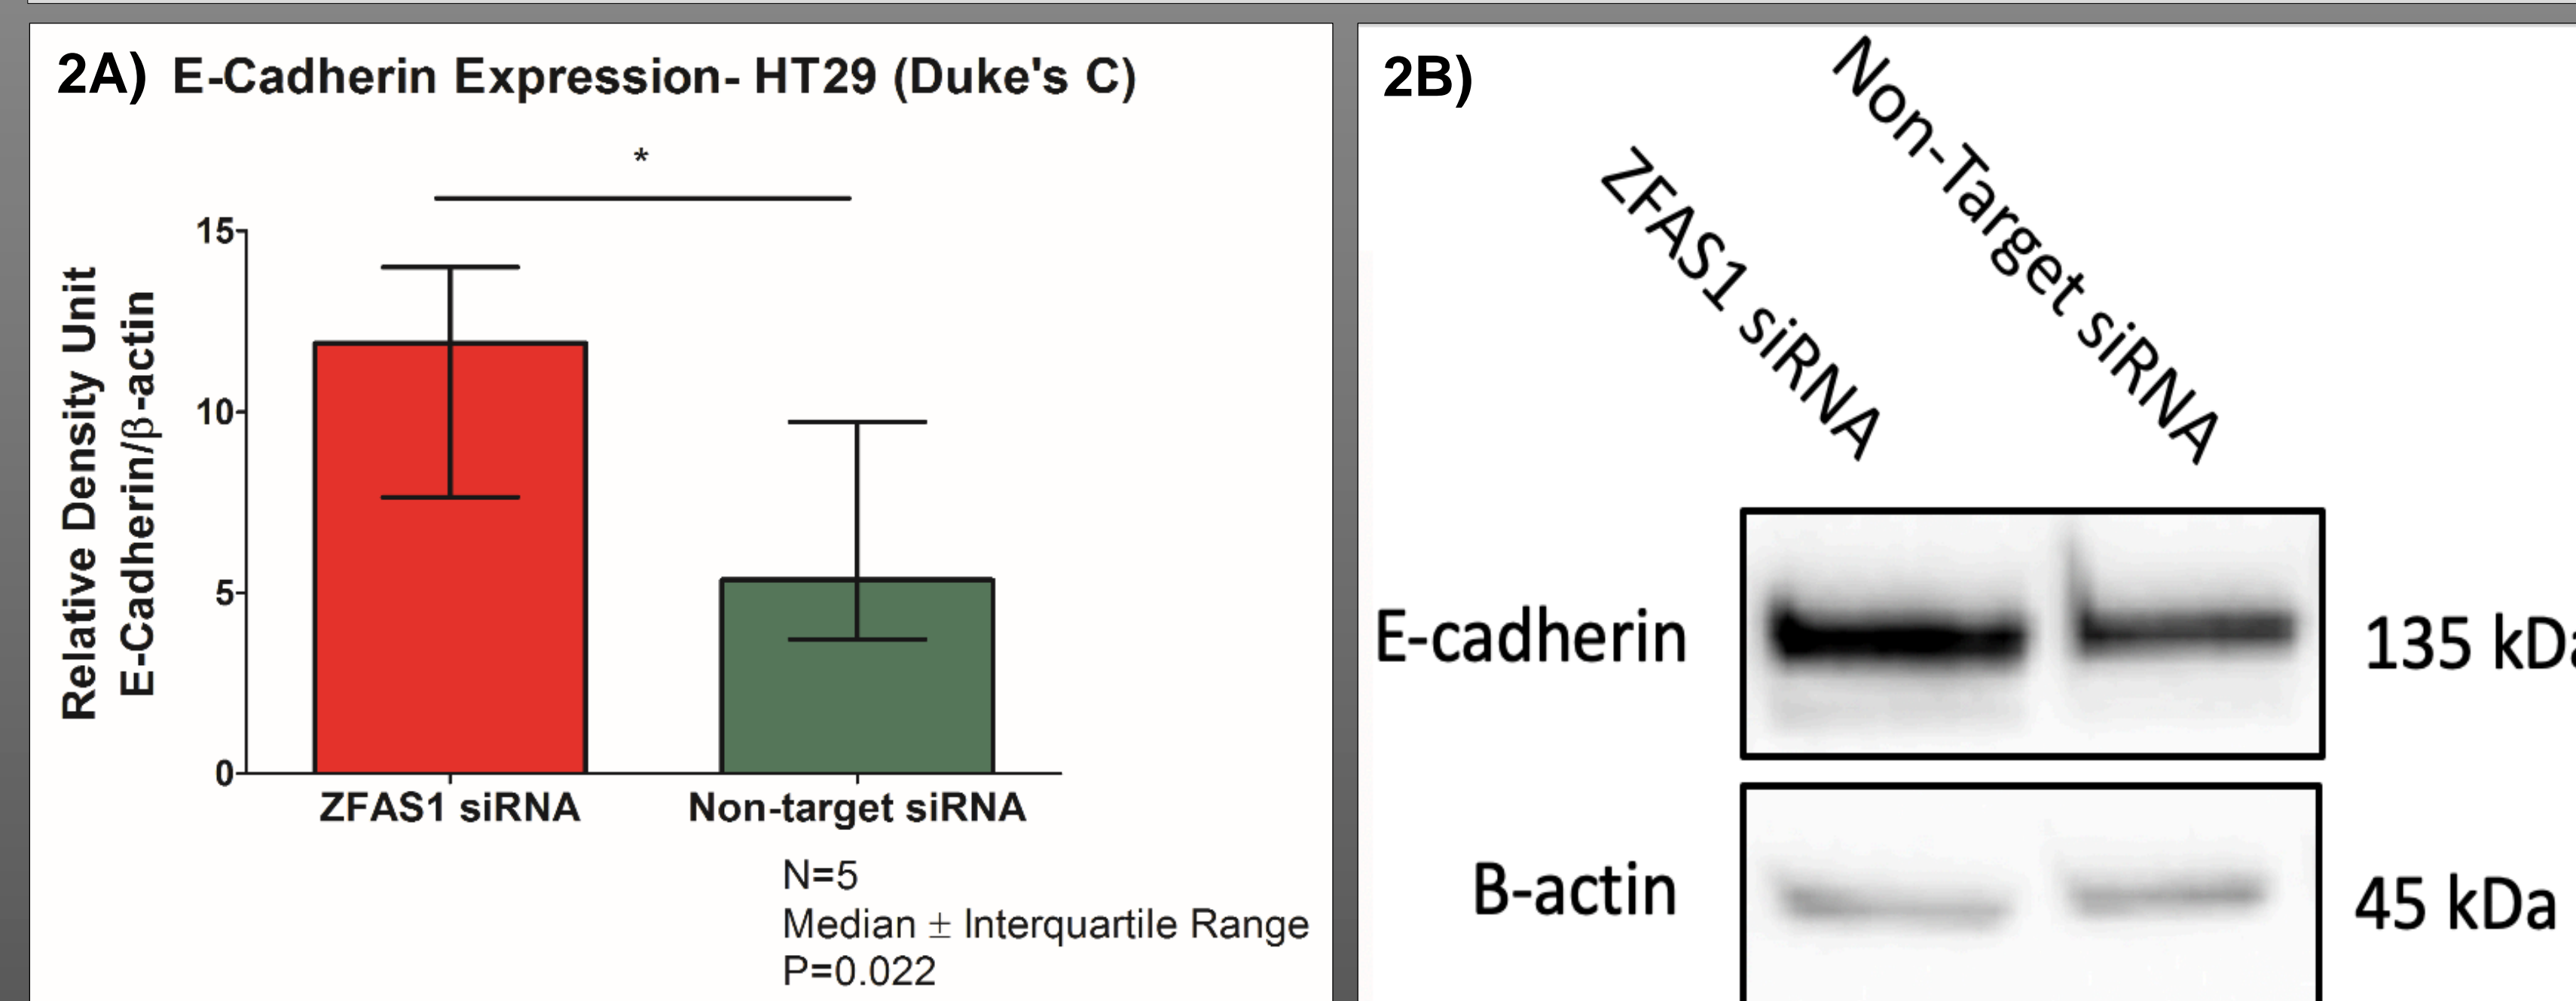 2A) E-Cadherin Expression- HT29 (Duke's C)
*
Relative Density Unit
E-Cadherin/β-actin
15
10
5
0
ZFAS1 siRNA
Non-target siRNA
N=5
Median ± Interquartile Range
P=0.022
2B)
ZFAS1 siRNA
Non-Target siRNA
E-cadherin
135 kDa
B-actin
45 kDa